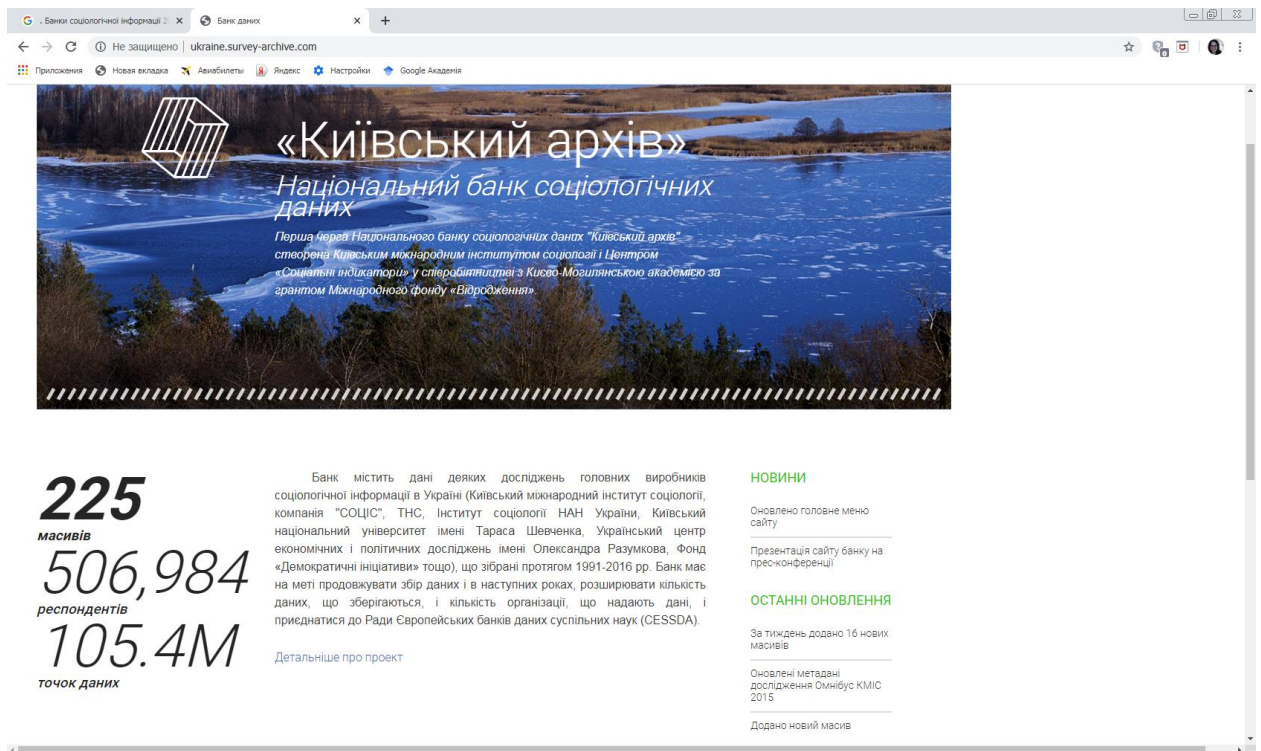 . Банки соціологічної інформації 2
Банк даних
Не защищено | ukraine.survey-archive.com
Приложения Новая вкладка Авиабилеты Яндекс Настройки Google Академія
«Київський архів»
Національний банк соціологічних
даних
Перша черга Національного банку соціологічних даних "Київський архів"
створена Київським міжнародним інститутом соціології і Центром
«Соціальні індикатори» у співробітництві з Києво-Могилянською академією за
грантом Міжнародного фонду «Відродження».
225
масивів
506,984
респондентів
105.4M
точок даних
Банк містить дані деяких досліджень головних виробників
соціологічної інформації в Україні (Київський міжнародний інститут соціології,
компанія "СОЦІС", ТНС, Інститут соціології НАН України, Київський
національний університет імені Тараса Шевченка, Український центр
економічних і політичних досліджень імені Олександра Разумкова, Фонд
«Демократичні ініціативи» тощо), що зібрані протягом 1991-2016 рр. Банк має
на меті продовжувати збір даних і в наступних роках, розширювати кількість
даних, що зберігаються, і кількість організації, що надають дані, і
приєднатися до Ради Європейських банків даних суспільних наук (CESSDA).
Детальніше про проект
НОВИНИ
Оновлено головне меню
сайту
Презентація сайту банку на
прес-конференції
ОСТАННІ ОНОВЛЕННЯ
За тиждень додано 16 нових
масивів
Оновлені метадані
дослідження Омнібус КМІС
2015
Додано новий масив